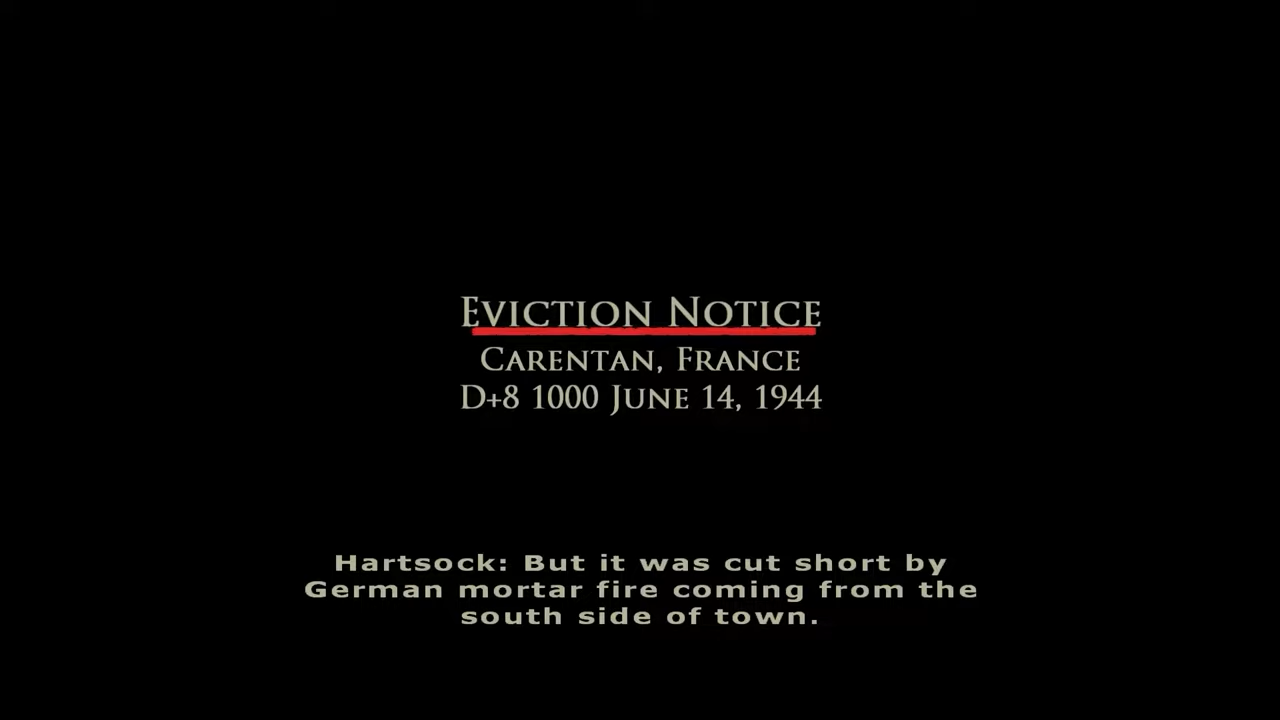 Eviction Notice
Carentan, France
D+8 1000 June 14, 1944
Hartsock: But it was cut short by
German mortar fire coming from the
south side of town.